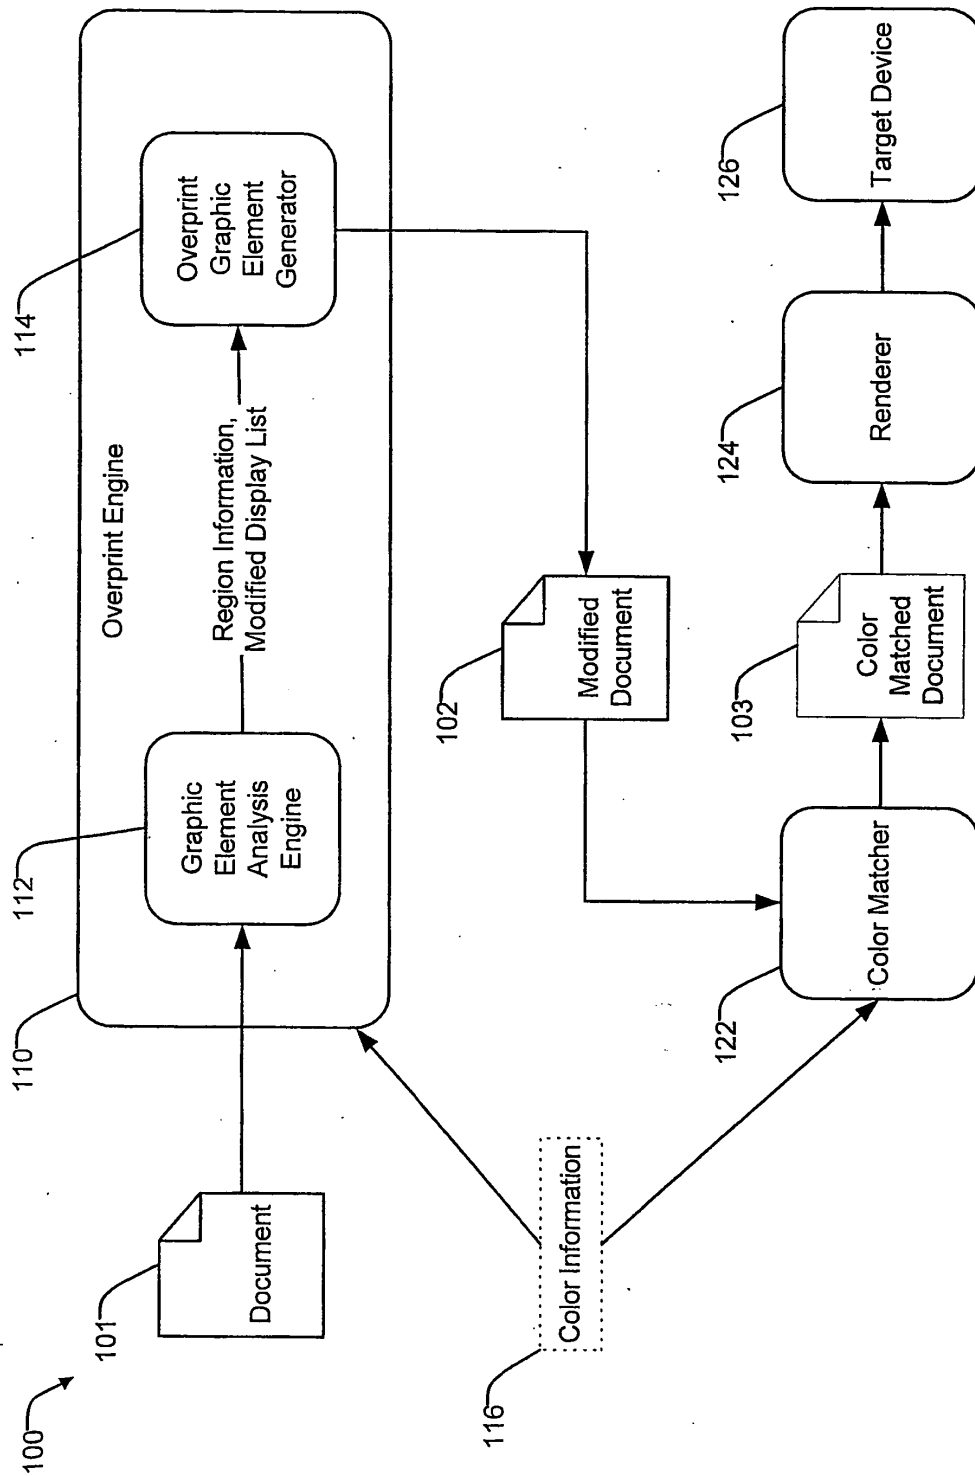 100
101
Document
110
Overprint Engine
112
Graphic
Element
Analysis
Engine
Region Information,
Modified Display List
114
Overprint
Graphic
Element
Generator
116
Color Information
102
Modified
Document
122
Color Matcher
103
Color
Matched
Document
124
Renderer
126
Target Device